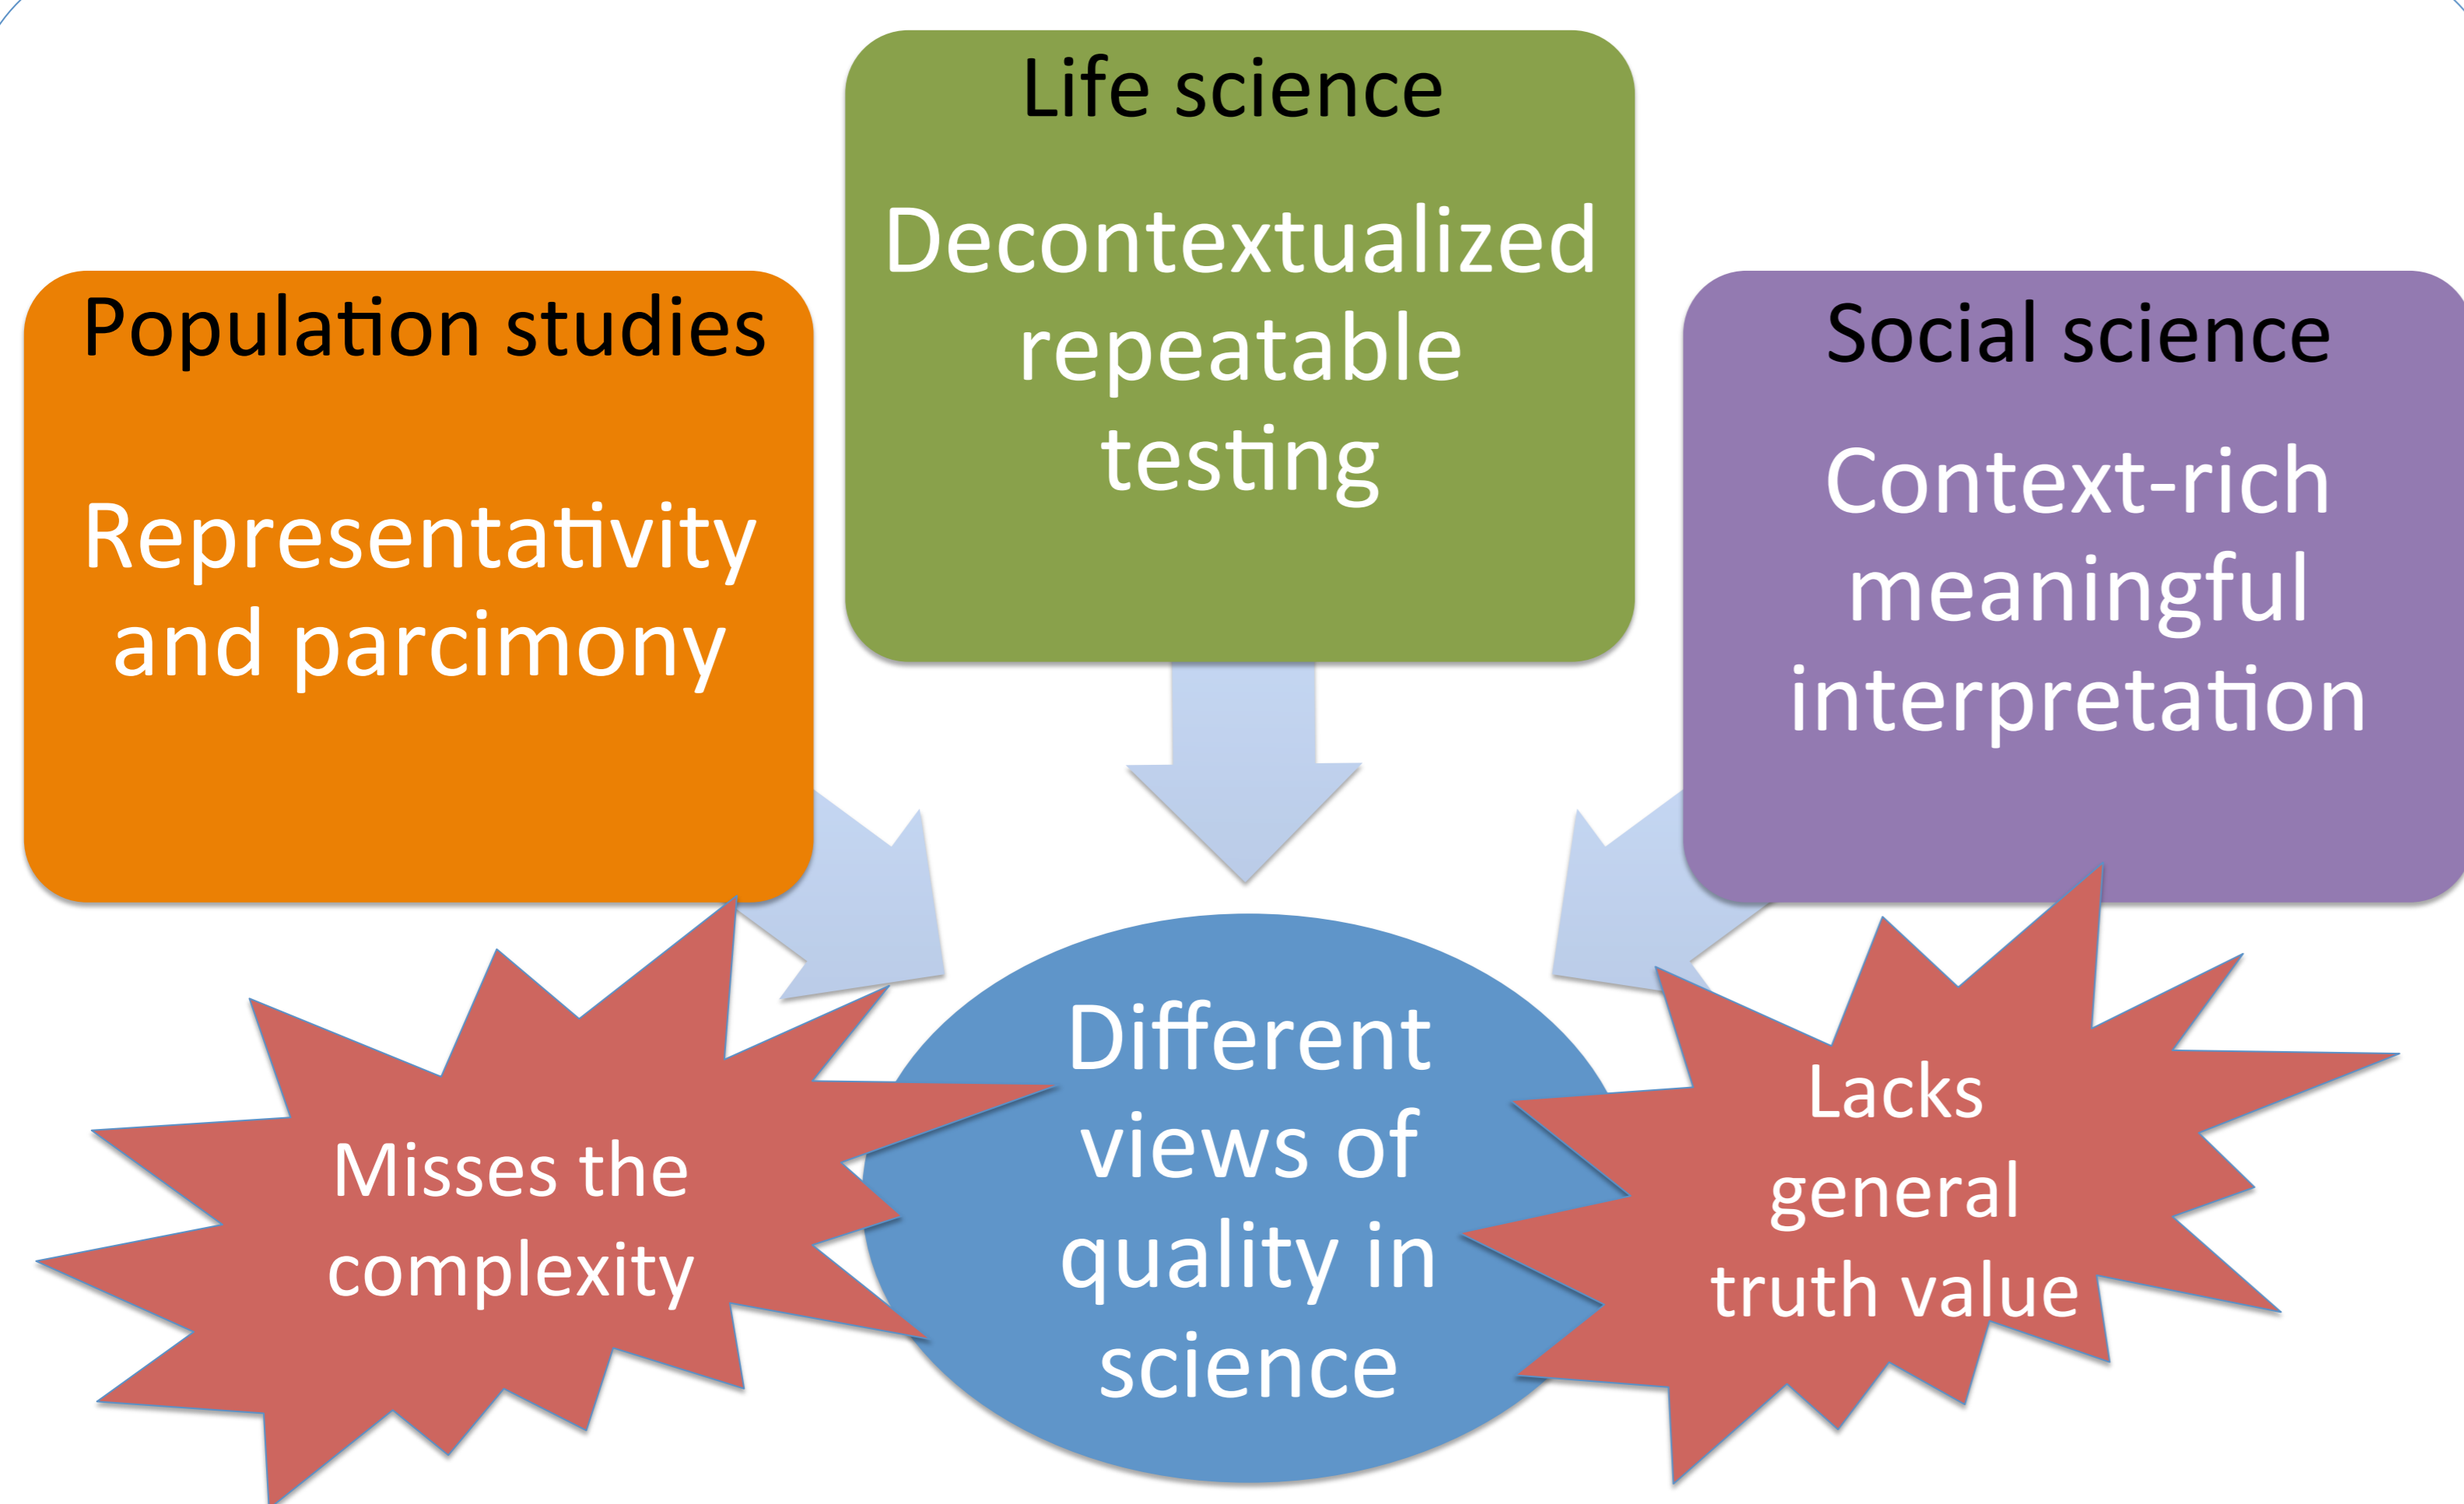 Life science
Decontextualized
repeatable
testing
Population studies
Representativity
and parcimony
Social science
Context-rich
meaningful
interpretation
Different
views of
quality in
science
Misses the
complexity
Lacks
general
truth value